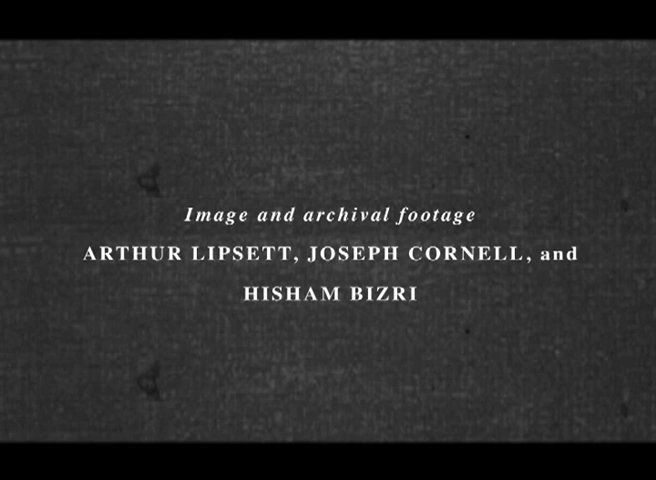 Image and archival footage
ARTHUR LIPSETT, JOSEPH CORNELL, and
HISHAM BIZRI